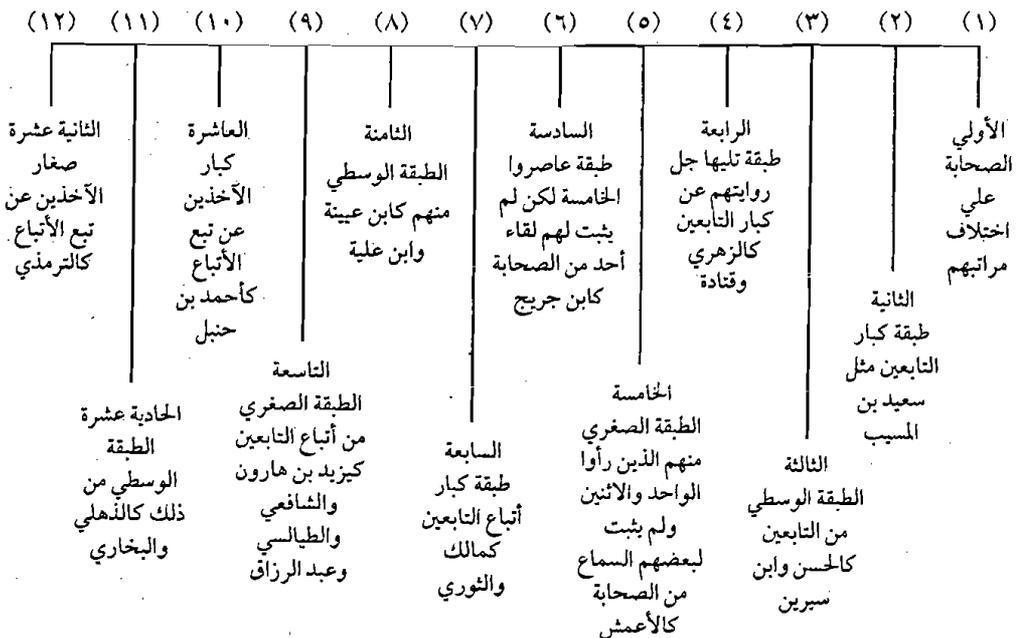 (١) (٢) (٣) (٤) (٥) (٦) (٧) (٨) (٩) (١٠) (١١) (١٢)
الأولي
الصحابة
علي
اختلاف
مراتبهم
الثانية
طبقة كبار
التابعين مثل
سعيد بن
المسيب
الثالثة
الطبقة الوسطي
من التابعين
كالحسن وابن
سيرين
الرابعة
طبقة تليها جل
روايتهم عن
كبار التابعين
كالزهري
وقتادة
الخامسة
الطبقة الصغري
منهم الذين رأوا
الواحد والاثنين
ولم يثبت
لبعضهم السماع
من الصحابة
كالأعمش
السادسة
طبقة عاصروا
الخامسة لكن لم
يثبت لهم لقاء
أحد من الصحابة
كابن جريج
السابعة
طبقة كبار
أتباع التابعين
كمالك
والثوري
الثامنة
الطبقة الوسطي
منهم كابن عيينة
وابن علية
التاسعة
الطبقة الصغري
من أتباع التابعين
كيزيد بن هارون
والشافعي
والطيالسي
وعبد الرزاق
العاشرة
كبار
الآخذين
عن تبع
الأتباع
كأحمد بن
حنبل
الحادية عشرة
الطبقة
الوسطي من
ذلك كالذهلي
والبخاري
الثانية عشرة
صغار
الآخذين عن
تبع الأتباع
كالترمذي